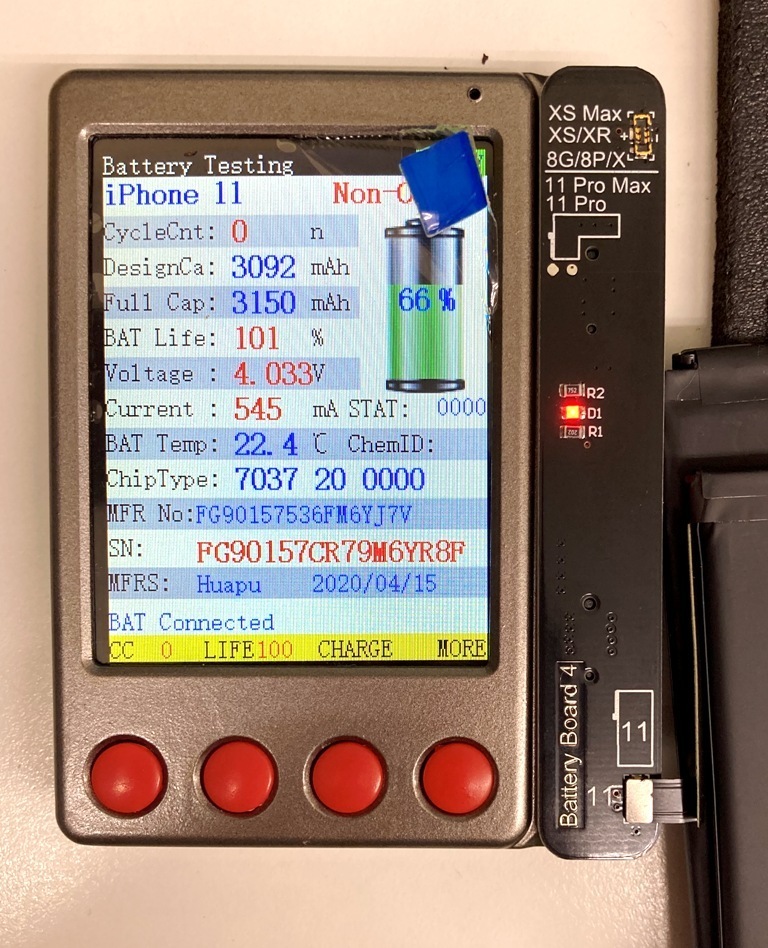 Battery Testing
iPhone 11
CycleCnt: 0 n
DesignCa: 3092 mAh
Full Cap: 3150 mAh
66 %
BAT Life: 101 %
Voltage : 4.033V
Current : 545 mA STAT: 0000
BAT Temp: 22.4 ℃ ChemID:
ChipType: 7037 20 0000
MFR No:FG90157536FM6YJ7V
SN: FG90157CR79M6YR8F
MFRS: Huapu 2020/04/15
BAT Connected
CC 0 LIFE100 CHARGE MORE
XS Max
XS/XR +
8G/8P/X
11 Pro Max
11 Pro
R2
D1
R1
Battery Board 4
11
11